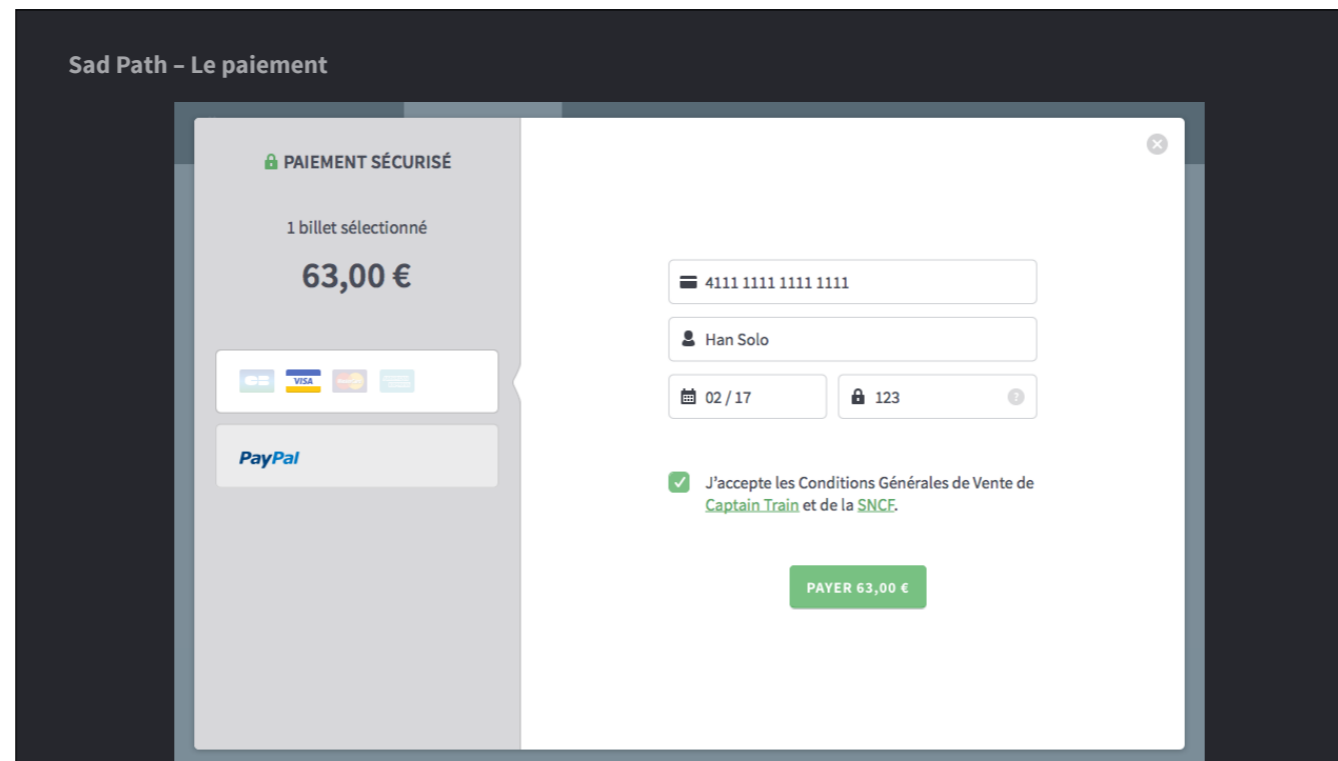 Sad Path – Le paiement
PAIEMENT SÉCURISÉ
1 billet sélectionné
63,00 €
VISA
PayPal
4111 1111 1111 1111
Han Solo
02 / 17
123
?
J’accepte les Conditions Générales de Vente de
Captain Train et de la SNCF.
PAYER 63,00 €